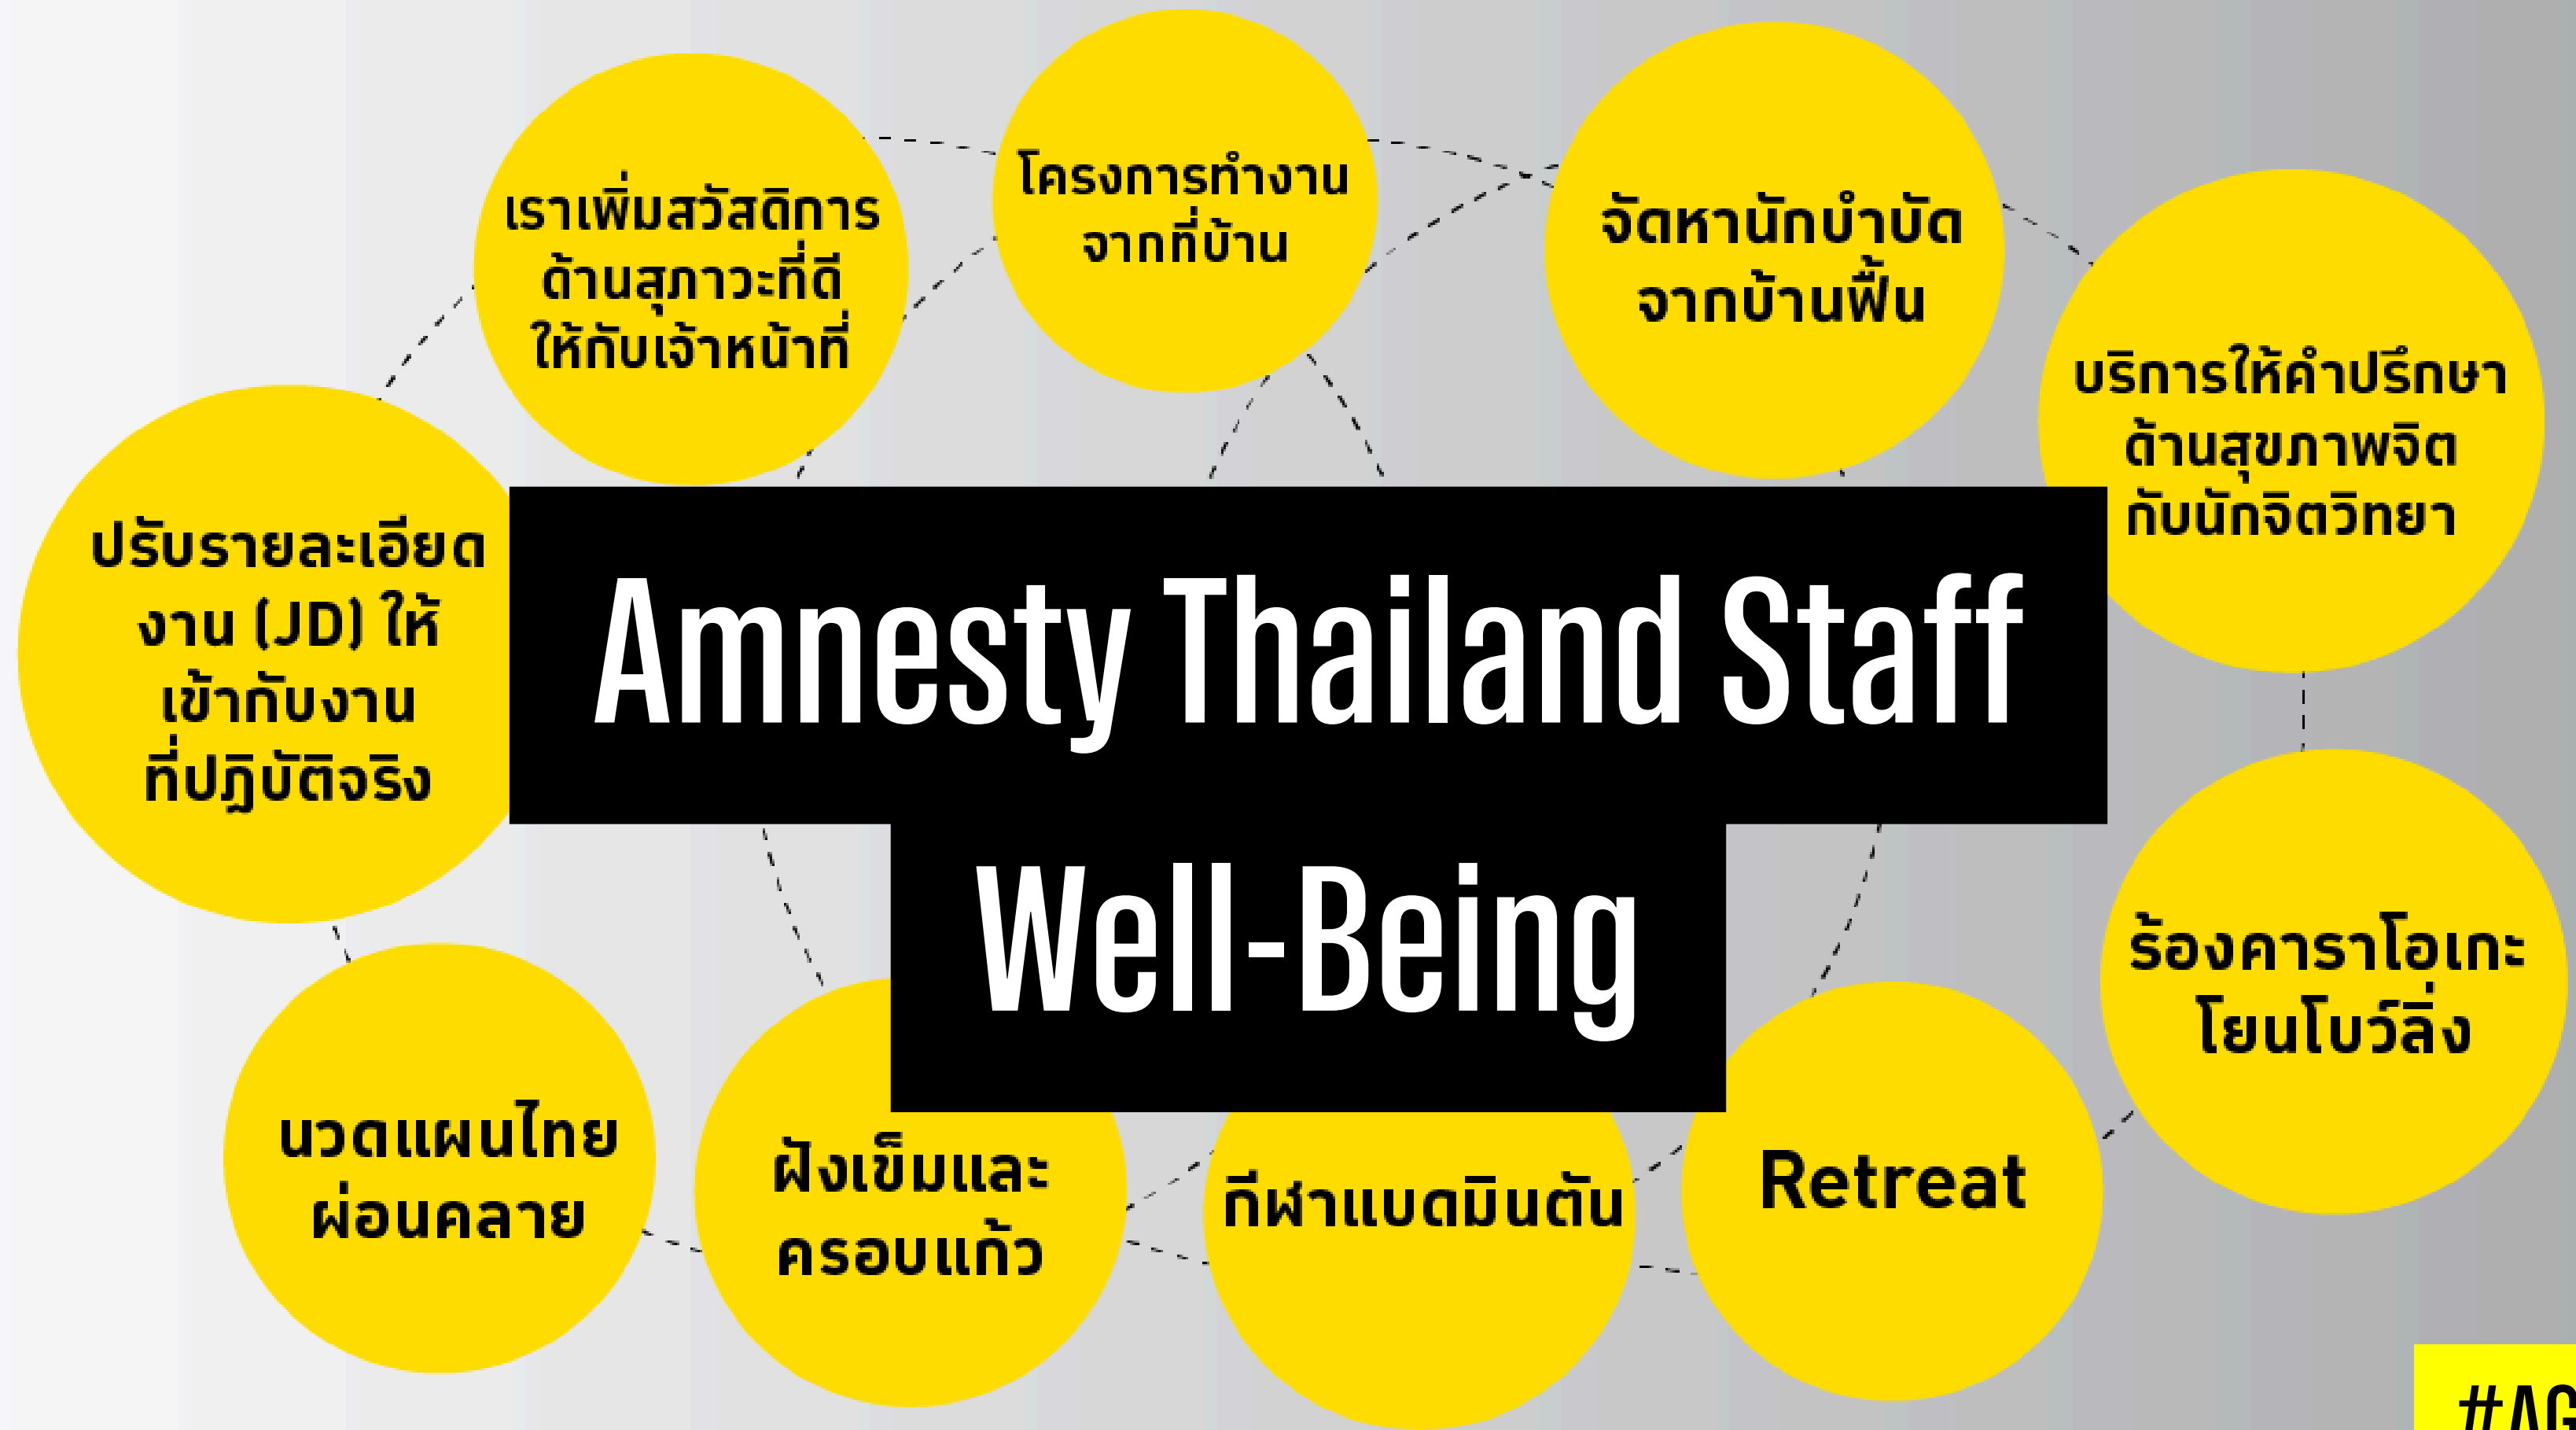 เราเพิ่มสวัสดิการ
ด้านสุภาวะที่ดี
ให้กับเจ้าหน้าที่
โครงการทำงาน
จากที่บ้าน
จัดหานักบำบัด
จากบ้านฟื้น
บริการให้คำปรึกษา
ด้านสุขภาพจิต
กับนักจิตวิทยา
ปรับรายละเอียด
งาน (JD) ให้
เข้ากับงาน
ที่ปฏิบัติจริง
Amnesty Thailand Staff
Well-Being
ร้องคาราโอเกะ
โยนโบว์ลิ่ง
นวดแผนไทย
ผ่อนคลาย
ฝังเข็มและ
ครอบแก้ว
กีฬาแบดมินตัน
Retreat